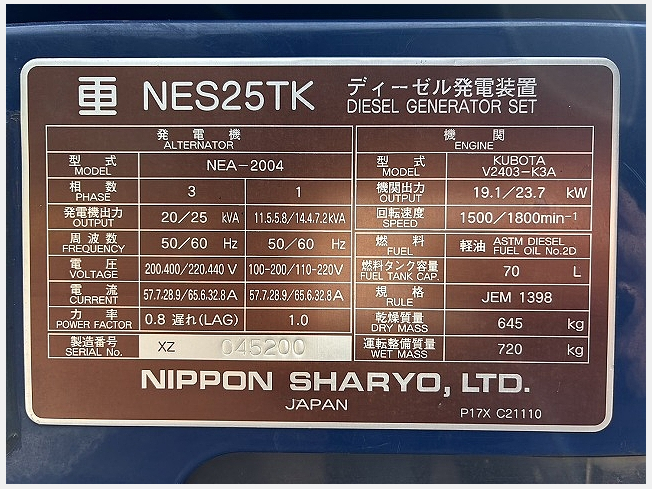 NES25TK ディーゼル発電装置
DIESEL GENERATOR SET
発電機
ALTERNATOR
型式 NEA-2004
MODEL
相数 3 1
PHASE
発電機出力 20/25 kVA 11.5.5.8/14.4.7.2kVA
OUTPUT
周波数 50/60 Hz 50/60 Hz
FREQUENCY
電圧 200.400/220.440 V 100-200/110-220V
VOLTAGE
電流 57.7-28.9/65.6.32.8A 57.7-28.9/65.6.32.8A
CURRENT
力率 0.8 遅れ(LAG) 1.0
POWER FACTOR
製造番号 XZ 045200
SERIAL No.
機関
ENGINE
型式 KUBOTA
MODEL V2403-K3A
機関出力 19.1/23.7 kW
OUTPUT
回転速度 1500/1800min-1
SPEED
燃料 軽油 ASTM DIESEL
FUEL FUEL OIL No.2D
燃料タンク容量 70 L
FUEL TANK CAP.
規格 JEM 1398
RULE
乾燥質量 645 kg
DRY MASS
運転整備質量 720 kg
WET MASS
NIPPON SHARYO, LTD.
JAPAN
P17X C21110